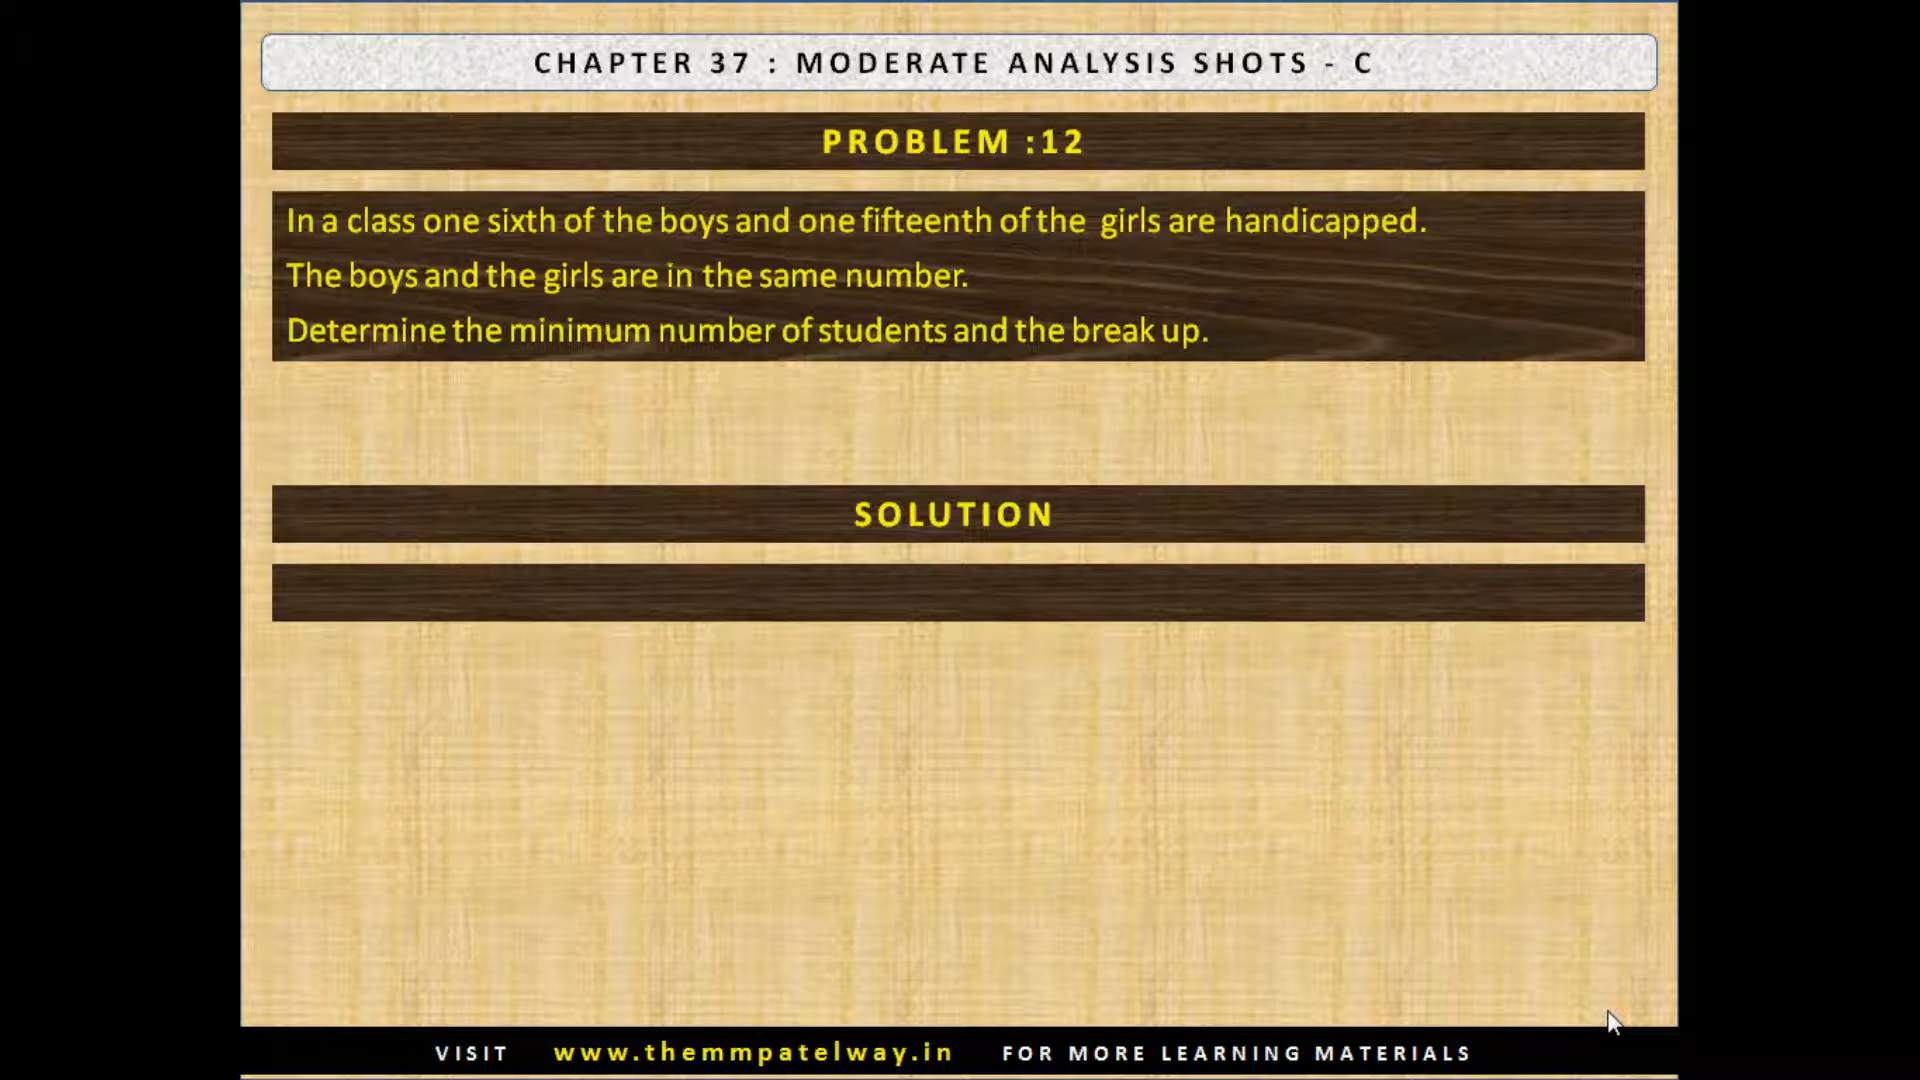 CHAPTER 37 : MODERATE ANALYSIS SHOTS - C
PROBLEM :12
In a class one sixth of the boys and one fifteenth of the girls are handicapped.
The boys and the girls are in the same number.
Determine the minimum number of students and the break up.
SOLUTION
VISIT www.themmpatelway.in FOR MORE LEARNING MATERIALS